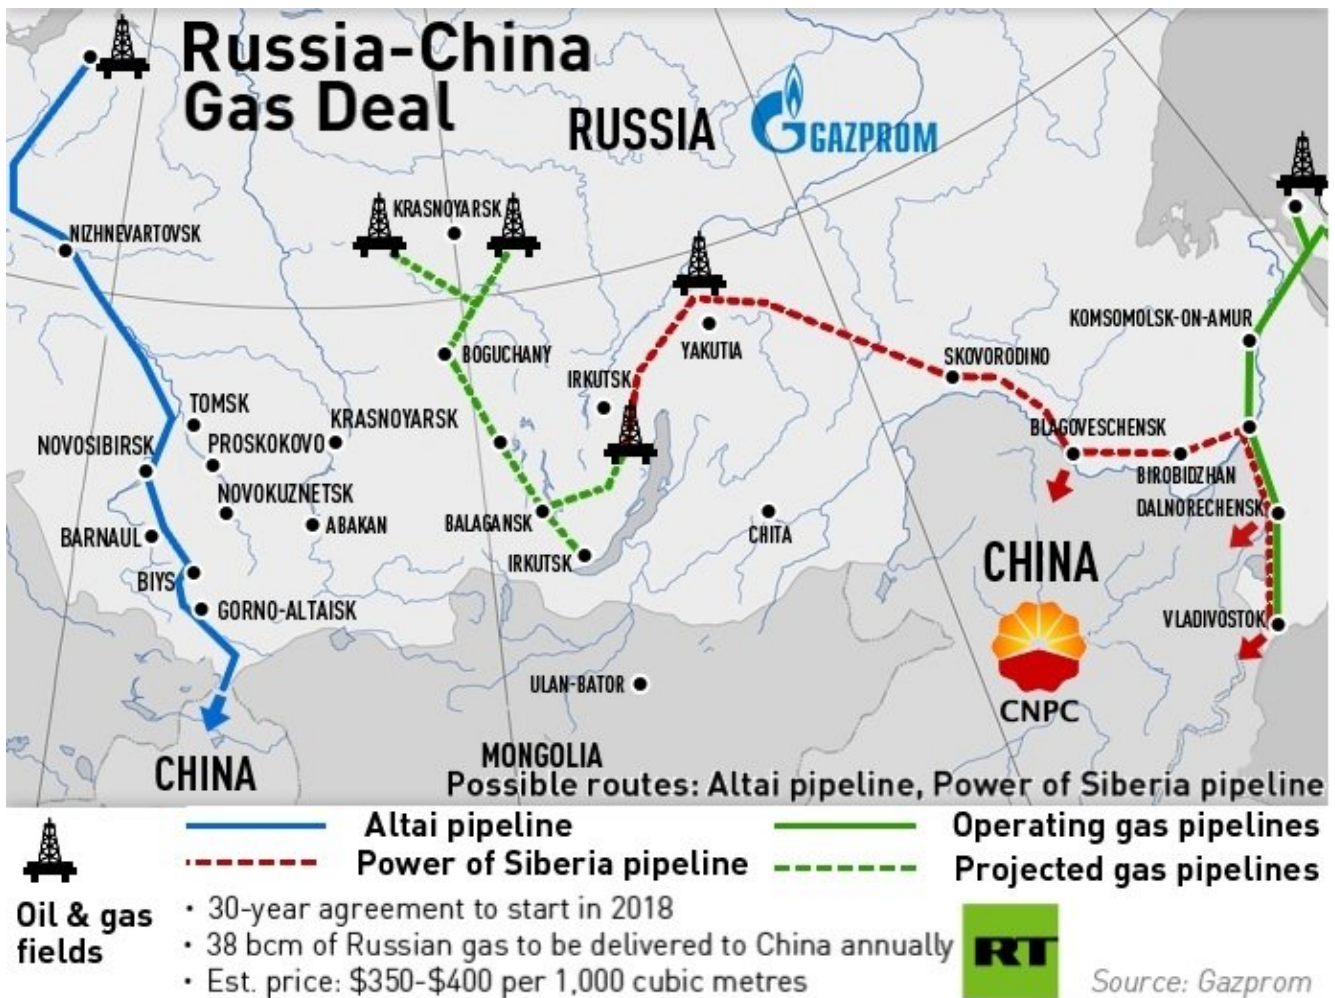 Russia-China
Gas Deal
RUSSIA
GAZPROM
KRASNOYARSK
NIZHNEVARTOVSK
KOMSOMOLSK-ON-AMUR
YAKUTIA
BOGUCHANY
SKOVORODINO
IRKUTSK
TOMSK
KRASNOYARSK
PROSKOKOVO
NOVOSIBIRSK
BLAGOVESCHENSK
BIROBIDZHAN
NOVOKUZNETSK
DALNORECHENSK
BARNAUL
ABAKAN
BALAGANSK
CHITA
IRKUTSK
CHINA
BIYS
GORNO-ALTAISK
VLADIVOSTOK
ULAN-BATOR
CNPC
MONGOLIA
CHINA
Possible routes: Altai pipeline, Power of Siberia pipeline
Altai pipeline
Operating gas pipelines
Power of Siberia pipeline
Projected gas pipelines
Oil & gas
fields
· 30-year agreement to start in 2018
· 38 bcm of Russian gas to be delivered to China annually
· Est. price: $350-$400 per 1,000 cubic metres
RT
Source: Gazprom